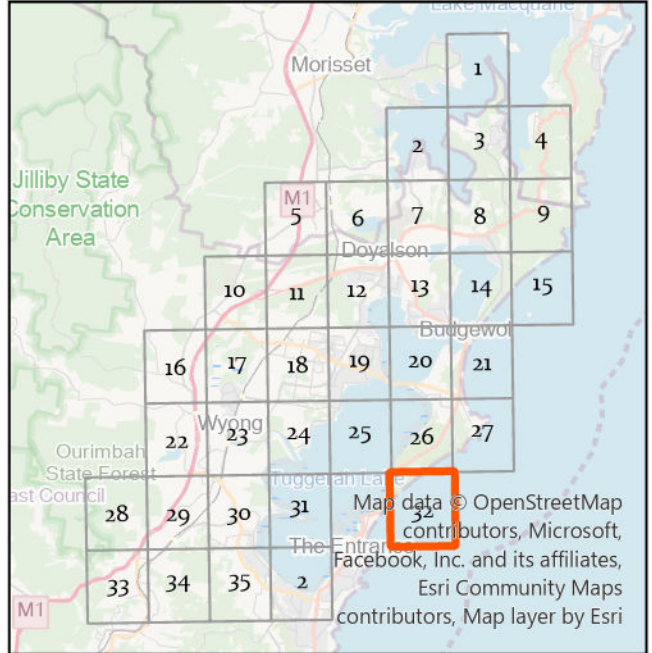 Lake Macquarie
Morisset
1
2 3 4
Jilliby State
Conservation
Area
M1
5 6 7 8 9
Doyalson
10 11 12 13 14 15
Budgewoi
16 17 18 19 20 21
Wyong
22 23 24 25 26 27
Ourimbah
State Forest
ast Council
Tuggerah Lake
28 29 30 31 32
The Entrance
33 34 35 2
M1
Map data © OpenStreetMap
contributors, Microsoft,
Facebook, Inc. and its affiliates,
Esri Community Maps
contributors, Map layer by Esri